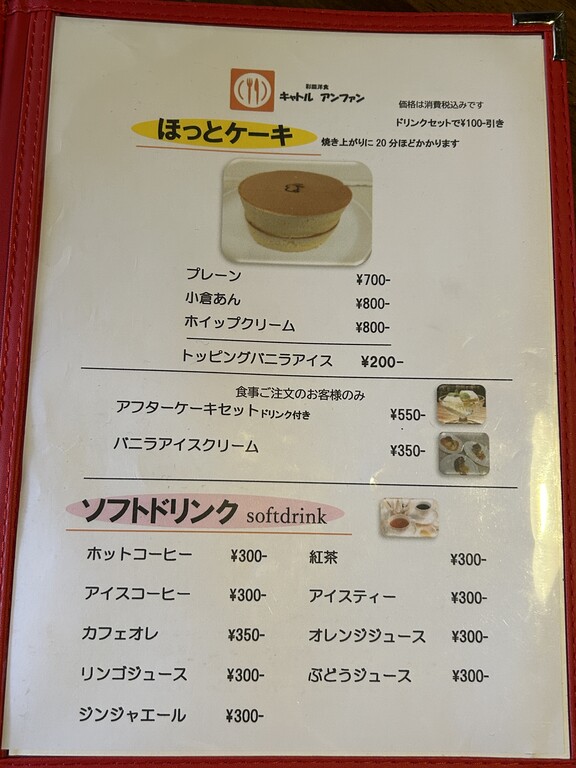 彩菜洋食
キャトル アンファン
価格は消費税込みです
ドリンクセットで¥100-引き
ほっとケーキ
焼き上がりに 20 分ほどかかります
プレーン ¥700-
小倉あん ¥800-
ホイップクリーム ¥800-
トッピングバニラアイス ¥200-
食事ご注文のお客様のみ
アフターケーキセットドリンク付き ¥550-
バニラアイスクリーム ¥350-
ソフトドリンク softdrink
ホットコーヒー ¥300- 紅茶 ¥300-
アイスコーヒー ¥300- アイスティー ¥300-
カフェオレ ¥350- オレンジジュース ¥300-
リンゴジュース ¥300- ぶどうジュース ¥300-
ジンジャエール ¥300-